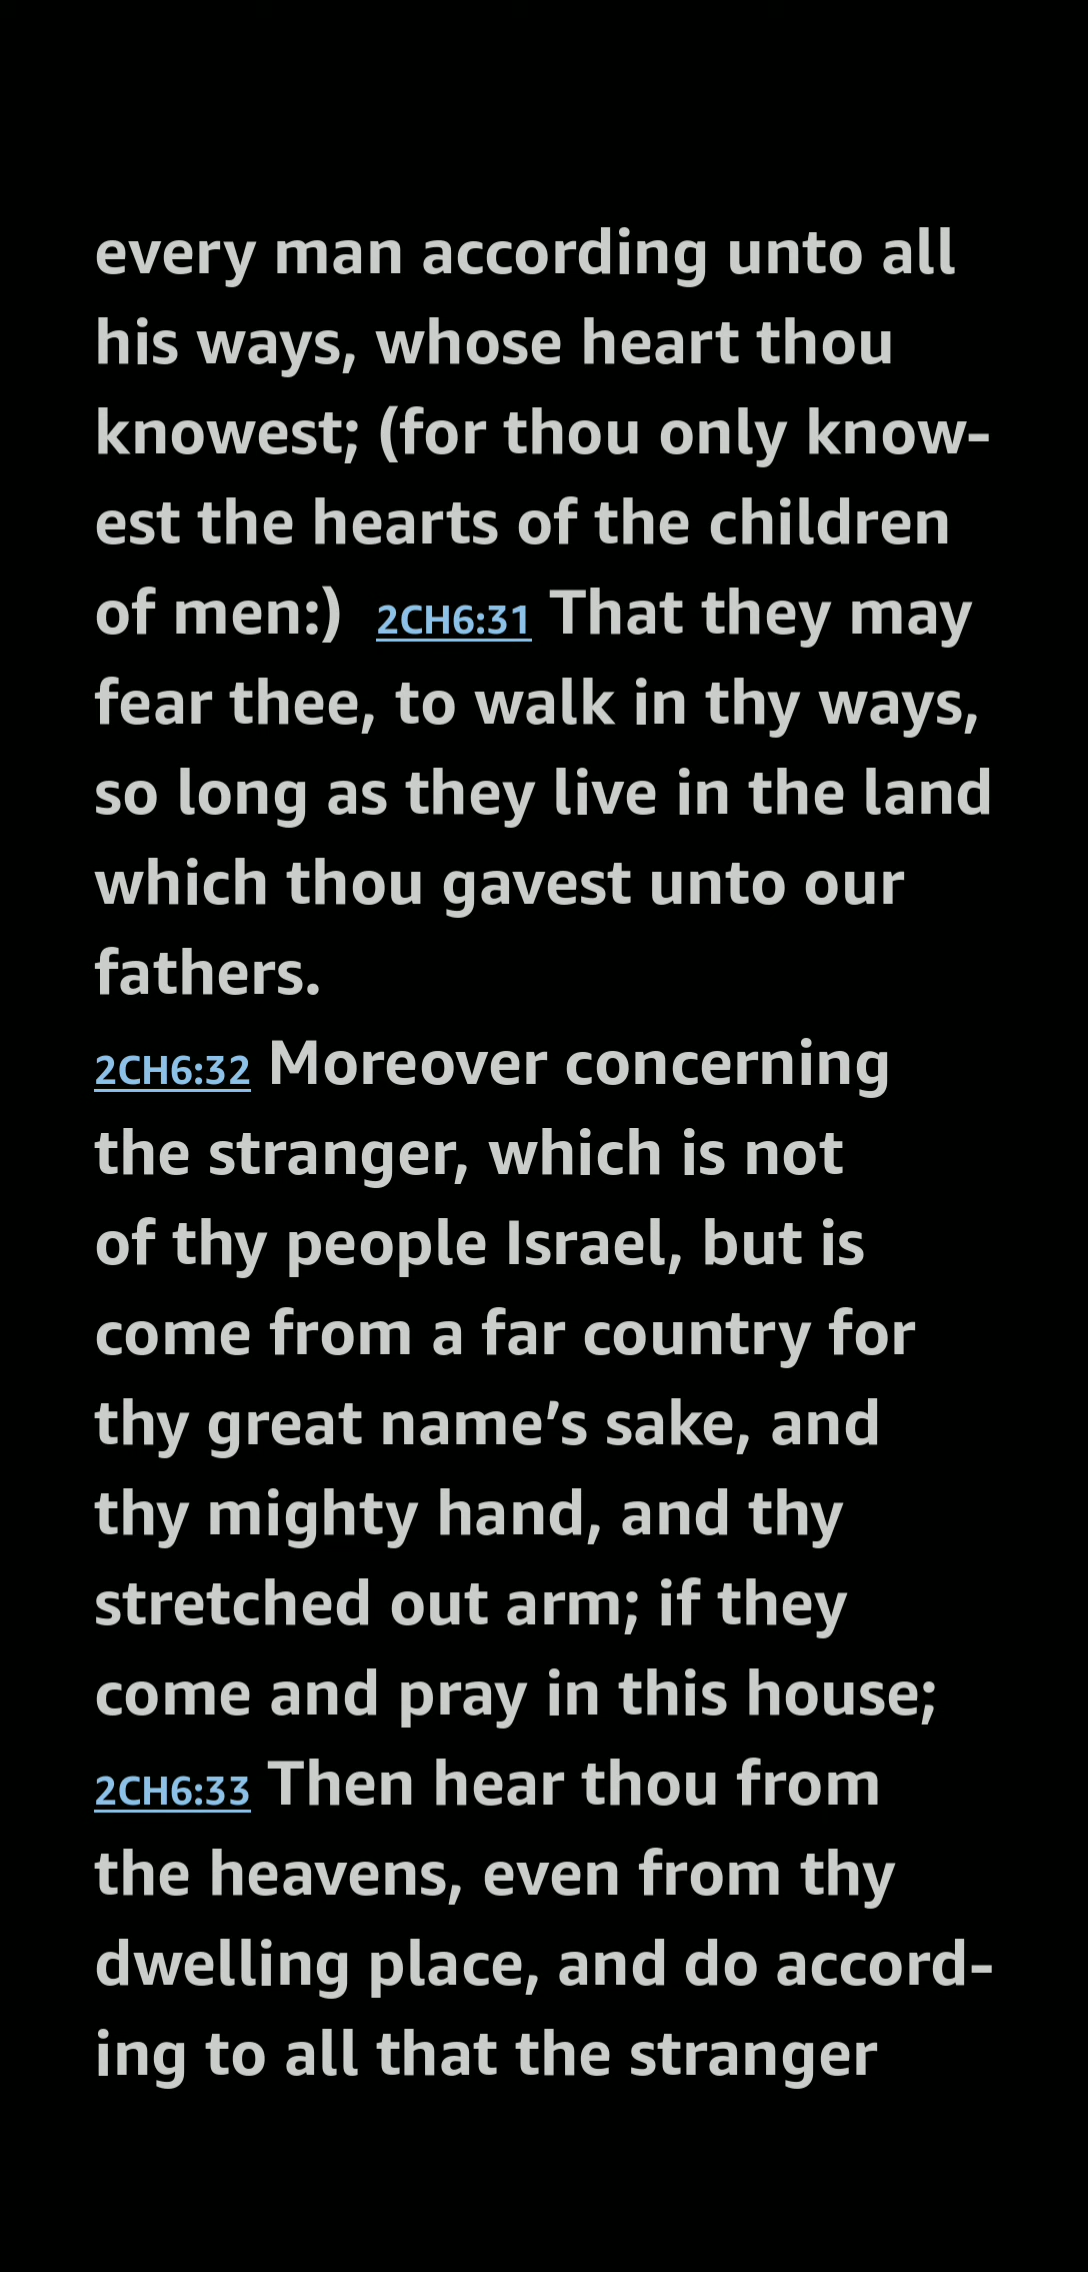 every man according unto all
his ways, whose heart thou
knowest; (for thou only know-
est the hearts of the children
of men:) 2CH6:31 That they may
fear thee, to walk in thy ways,
so long as they live in the land
which thou gavest unto our
fathers.
2CH6:32 Moreover concerning
the stranger, which is not
of thy people Israel, but is
come from a far country for
thy great name’s sake, and
thy mighty hand, and thy
stretched out arm; if they
come and pray in this house;
2CH6:33 Then hear thou from
the heavens, even from thy
dwelling place, and do accord-
ing to all that the stranger